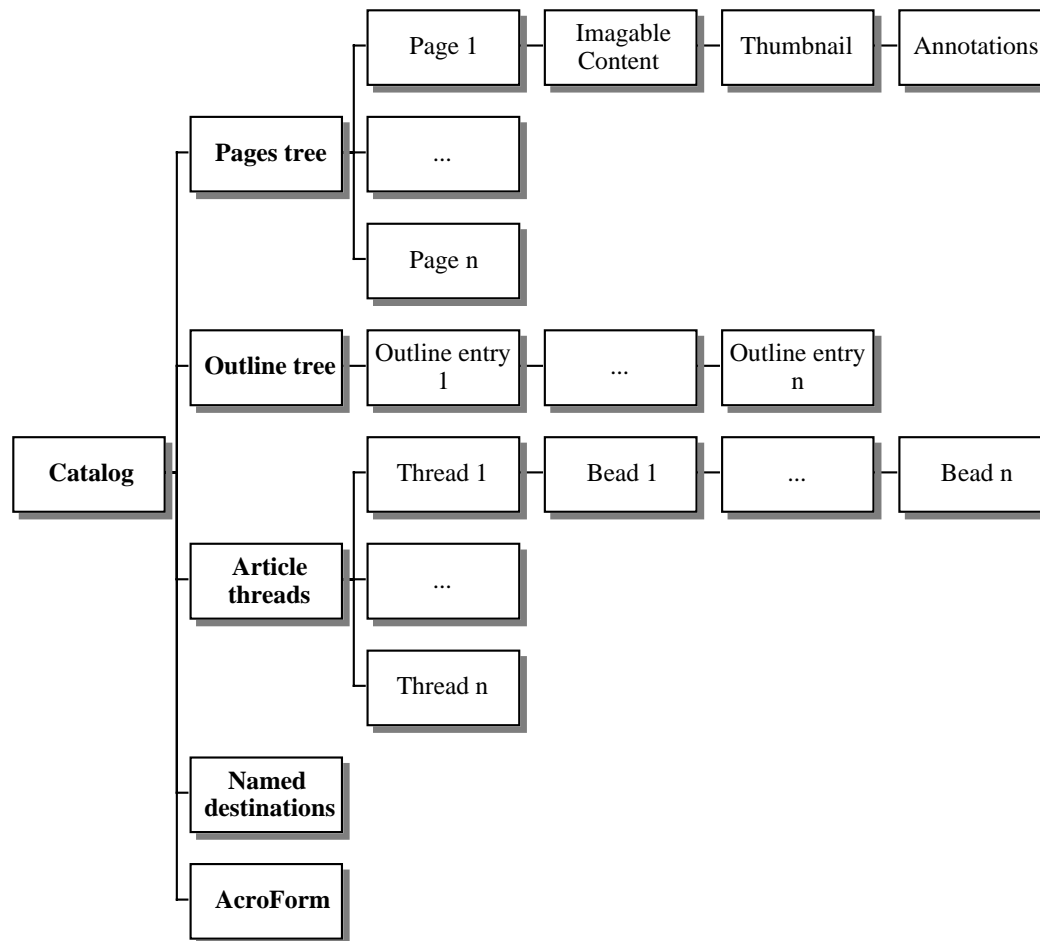 Page 1
Imagable
Content
Thumbnail
Annotations
Pages tree
...
Page n
Outline tree
Outline entry
1
...
Outline entry
n
Catalog
Thread 1
Bead 1
...
Bead n
Article
threads
...
Thread n
Named
destinations
AcroForm